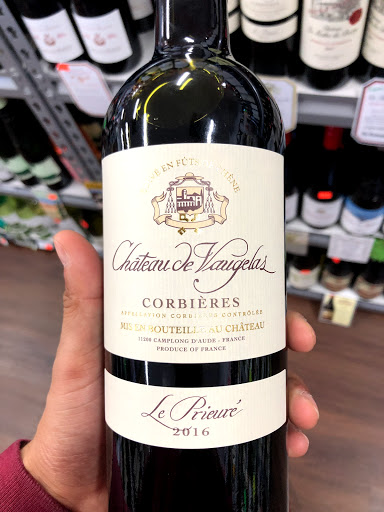 ÉLEVÉ EN FÛTS DE CHÊNE
Château de Vaugelas
CORBIÈRES
APPELLATION CORBIÈRES CONTRÔLÉE
MIS EN BOUTEILLE AU CHÂTEAU
11200 CAMPLONG D'AUDE - FRANCE
PRODUCE OF FRANCE
Le Prieuré
2016